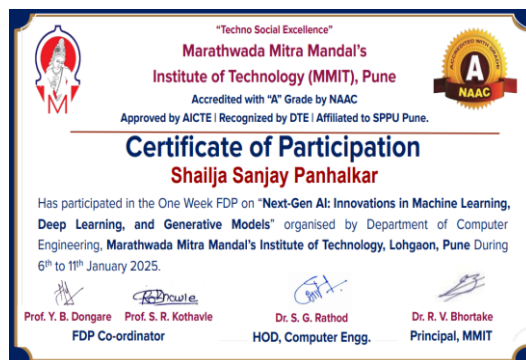 "Techno Social Excellence"
Marathwada Mitra Mandal's
Institute of Technology (MMIT), Pune
Accredited with "A" Grade by NAAC
Approved by AICTE | Recognized by DTE | Affiliated to SPPU Pune.
ACCREDITED WITH GRADE
A
NAAC
M
Certificate of Participation
Shailja Sanjay Panhalkar
Has participated in the One Week FDP on "Next-Gen AI: Innovations in Machine Learning,
Deep Learning, and Generative Models" organised by Department of Computer
Engineering, Marathwada Mitra Mandal's Institute of Technology, Lohgaon, Pune During
6th to 11th January 2025.
Prof. Y. B. Dongare Prof. S. R. Kothavle Dr. S. G. Rathod Dr. R. V. Bhortake
FDP Co-ordinator HOD, Computer Engg. Principal, MMIT